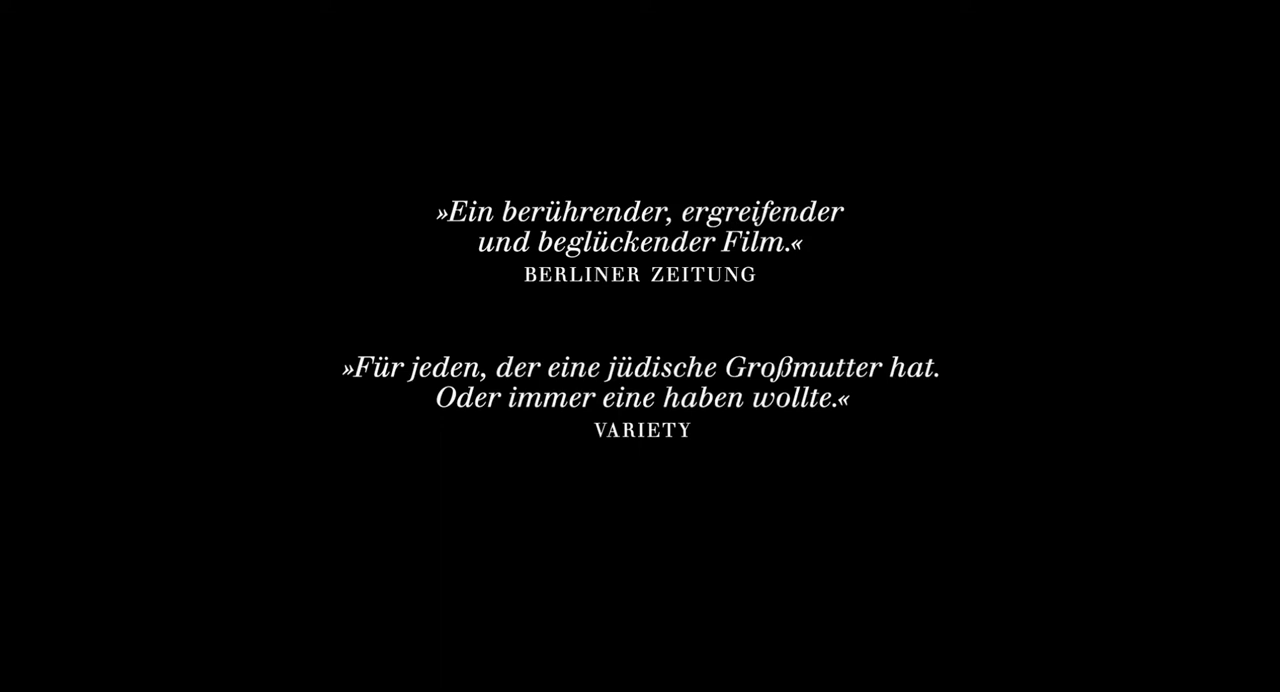 »Ein berührender, ergreifender
und beglückender Film.«
BERLINER ZEITUNG
»Für jeden, der eine jüdische Großmutter hat.
Oder immer eine haben wollte.«
VARIETY